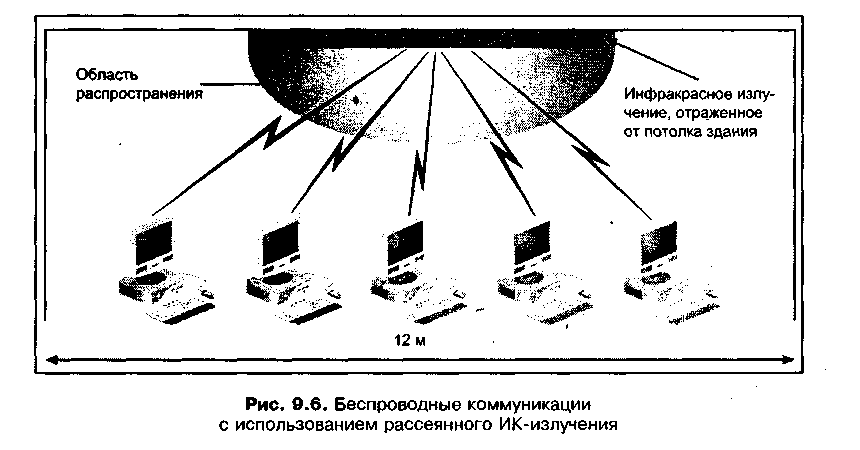 Область
распространения
Инфракрасное излу-
чение, отраженное
от потолка здания
12 м
Рис. 9.6. Беспроводные коммуникации
с использованием рассеянного ИК-излучения